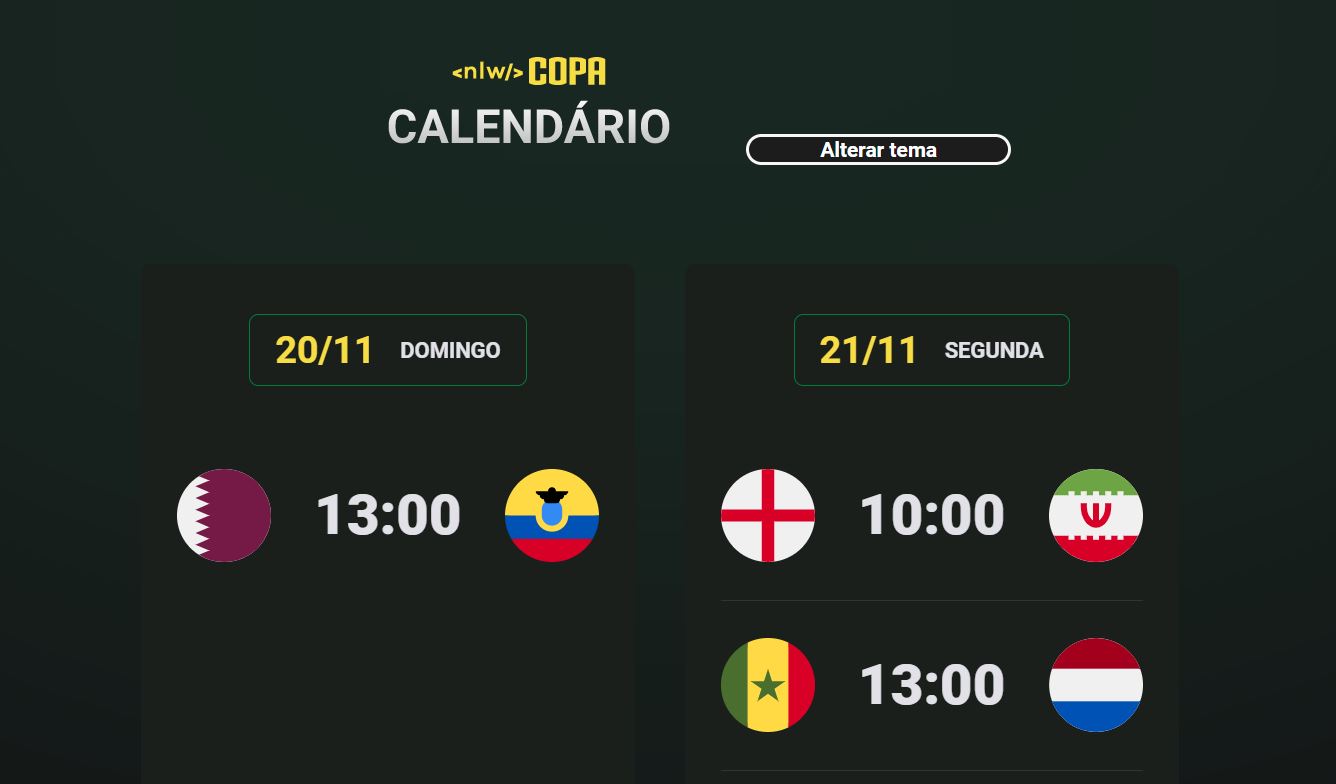 <nlw/> COPA
CALENDÁRIO
Alterar tema
20/11 DOMINGO
13:00
21/11 SEGUNDA
10:00
13:00